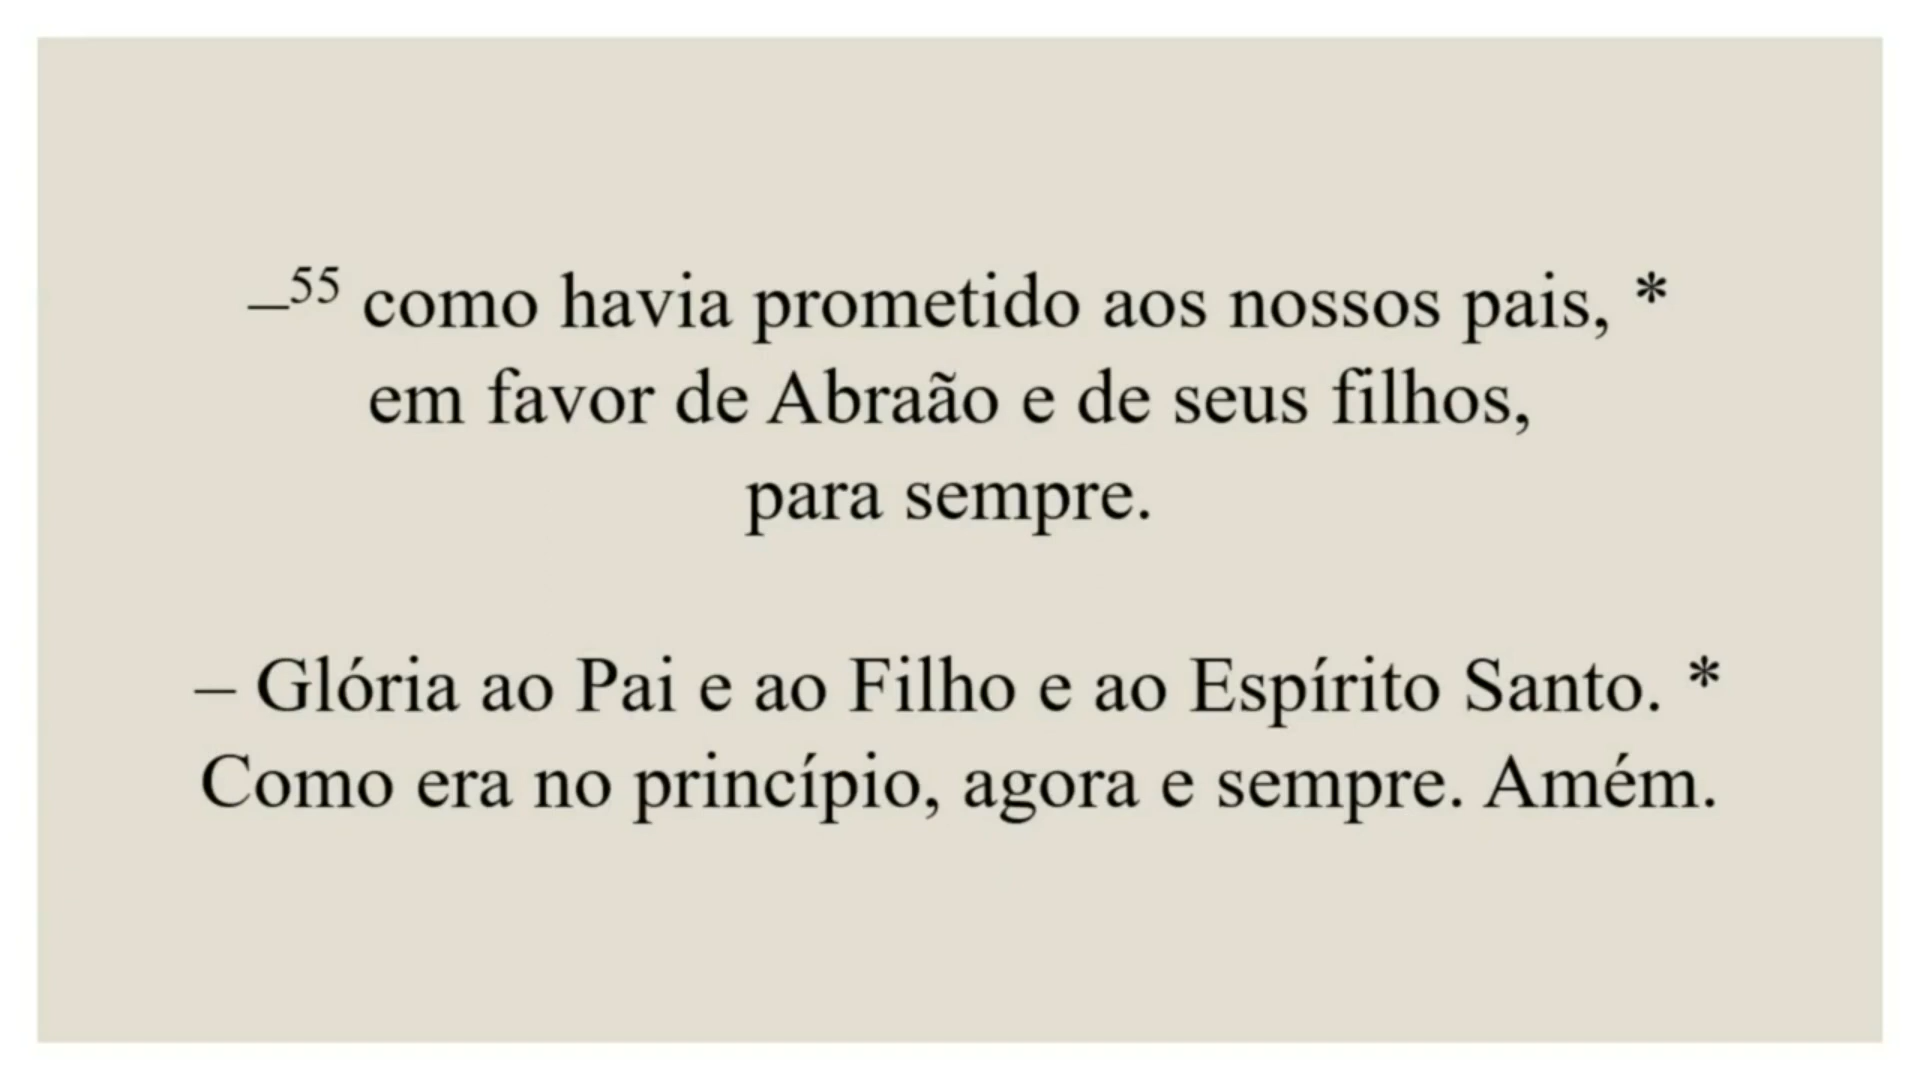 –⁵⁵ como havia prometido aos nossos pais, *
em favor de Abraão e de seus filhos,
para sempre.
– Glória ao Pai e ao Filho e ao Espírito Santo. *
Como era no princípio, agora e sempre. Amém.